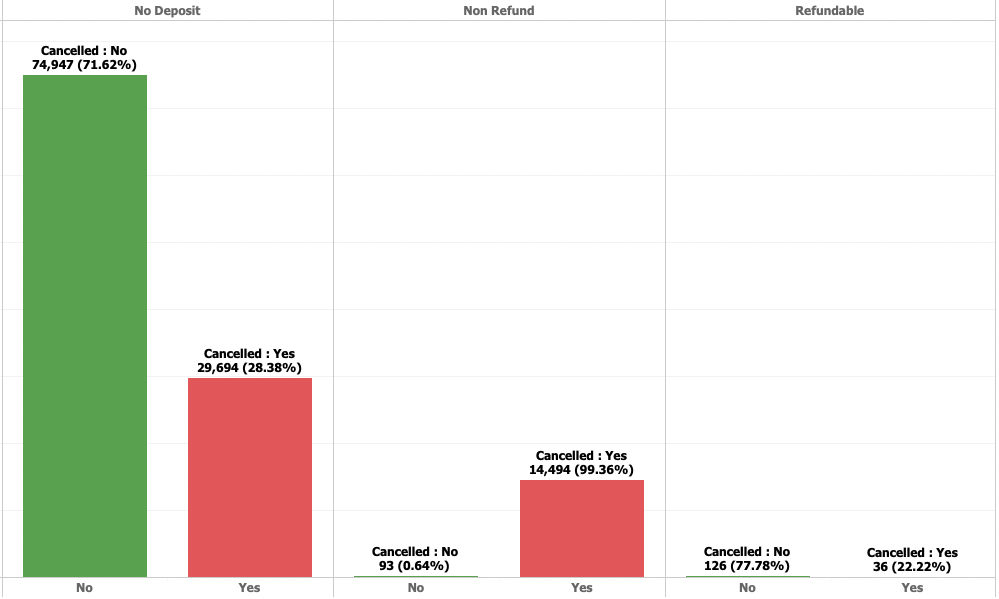 No Deposit
Non Refund
Refundable
Cancelled : No
74,947 (71.62%)
Cancelled : Yes
29,694 (28.38%)
Cancelled : No
93 (0.64%)
Cancelled : Yes
14,494 (99.36%)
Cancelled : No
126 (77.78%)
Cancelled : Yes
36 (22.22%)
No
Yes
No
Yes
No
Yes